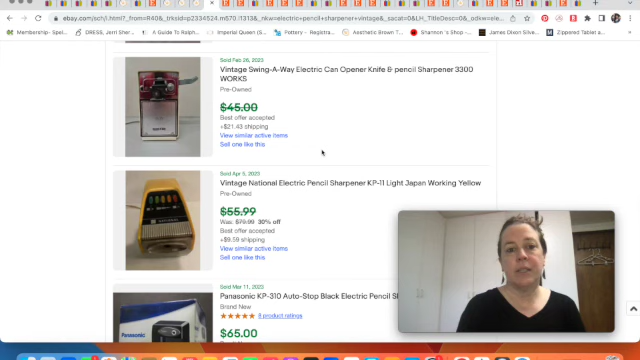 ebay.com/sch/i.html?_from=R40&_trksid=p2334524.m570.l1313&_nkw=electric+pencil+sharpener+vintage&_sacat=0&LH_TitleDesc=0&_odkw=ele...
Membership- Spel...
DRESS, Jerri Sher...
A Guide To Ralph...
Imperial Queen (S...
Pottery - Regular...
Aesthetic Brown T...
Shannon´s Shop -...
James Dixon Silve...
Zippered Tablet a...
Sold Feb 26, 2023
Vintage Swing-A-Way Electric Can Opener Knife & pencil Sharpener 3300
WORKS
Pre-Owned
$45.00
Best offer accepted
+$21.43 shipping
View similar active items
Sell one like this
Sold Apr 5, 2023
Vintage National Electric Pencil Sharpener KP-11 Light Japan Working Yellow
Pre-Owned
$55.99
Was: $79.99 30% off
Best offer accepted
+$9.59 shipping
View similar active items
Sell one like this
Sold Mar 11, 2023
Panasonic KP-310 Auto-Stop Black Electric Pencil S
Brand New
8 product ratings
$65.00
Panasonic